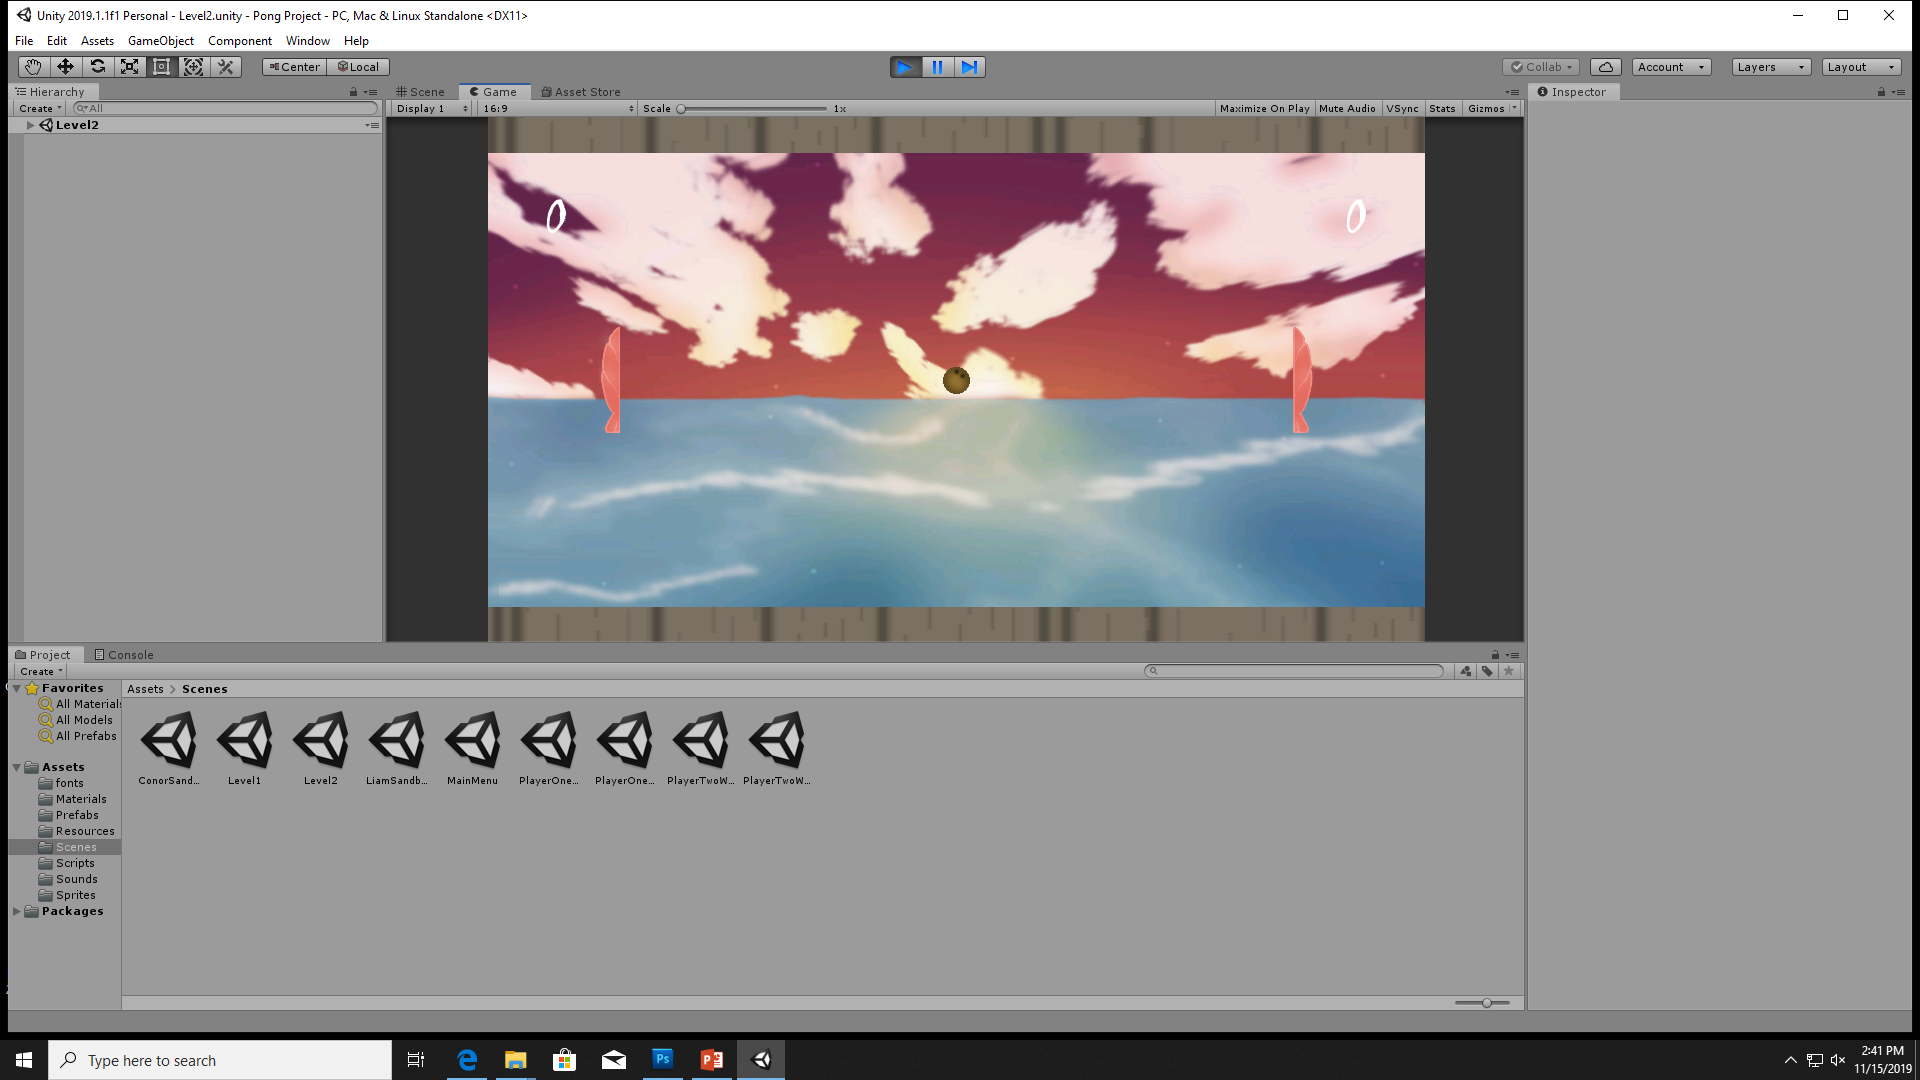 Unity 2019.1.1f1 Personal - Level2.unity - Pong Project - PC, Mac & Linux Standalone <DX11>
File Edit Assets GameObject Component Window Help
Center Local Collab Account Layers Layout
Hierarchy Scene Game Asset Store Inspector
Create All Display 1 16:9 Scale 1x Maximize On Play Mute Audio VSync Stats Gizmos
Level2
0 0
Project Console
Create
Favorites Assets > Scenes
All Materials
All Models
All Prefabs
Assets
fonts
Materials
Prefabs
Resources
Scenes
Scripts
Sounds
Sprites
Packages
ConorSand... Level1 Level2 LiamSandb... MainMenu PlayerOne... PlayerOne... PlayerTwoW... PlayerTwoW...
Type here to search
Ps
P
2:41 PM
11/15/2019